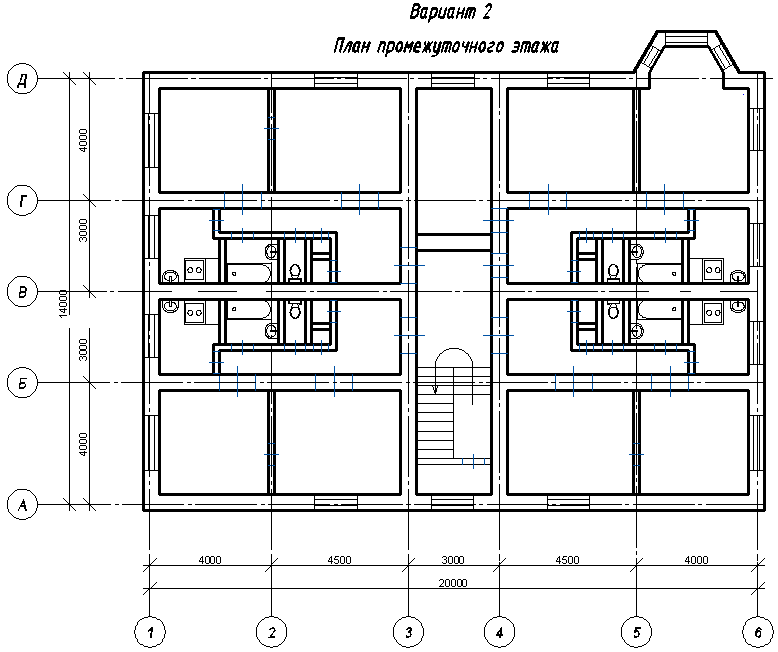 Вариант 2
План промежуточного этажа
Д
4000
Г
3000
В
14000
3000
Б
4000
А
4000 4500 3000 4500 4000
20000
1 2 3 4 5 6